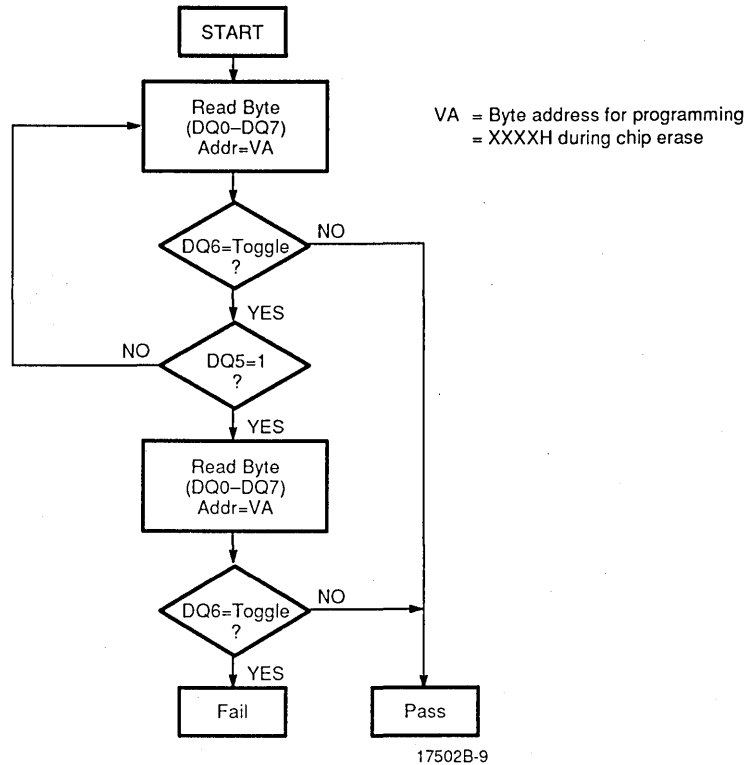 START
Read Byte
(DQ0–DQ7)
Addr=VA
VA = Byte address for programming
= XXXXH during chip erase
DQ6=Toggle
?
NO
YES
DQ5=1
?
NO
YES
Read Byte
(DQ0–DQ7)
Addr=VA
DQ6=Toggle
?
NO
YES
Fail
Pass
17502B-9